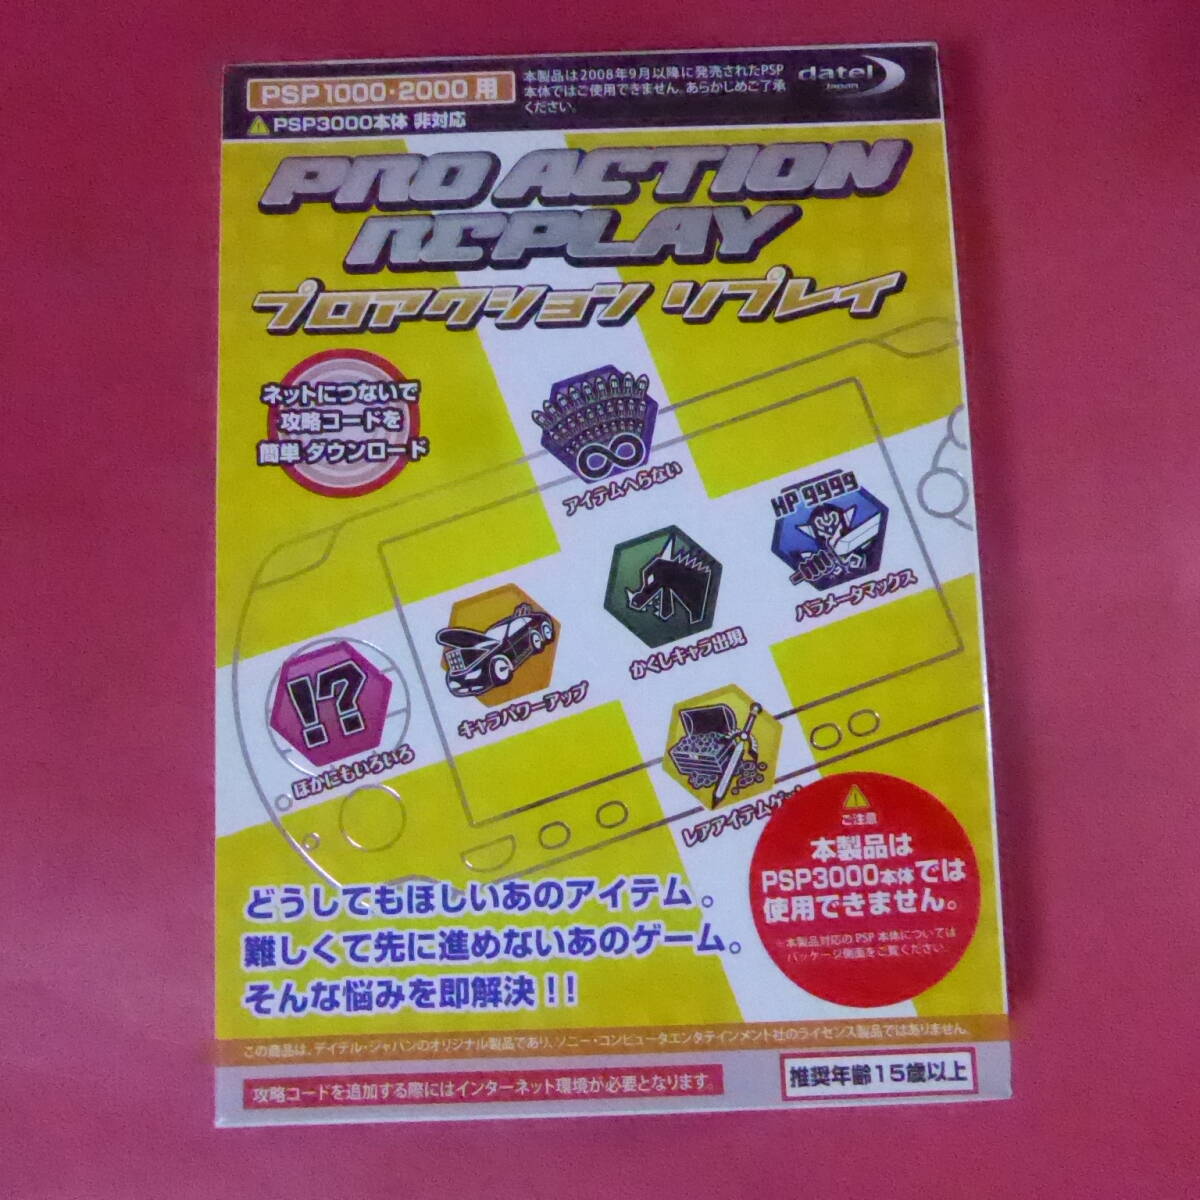 PSP1000・2000 用
本製品は2008年9月以降に発売されたPSP
本体ではご使用できません。あらかじめご了承
ください。
datel
Japan
PSP3000本体 非対応
PRO ACTION
REPLAY
プロアクション リプレイ
ネットにつないで
攻略コードを
簡単 ダウンロード
アイテムへらない
HP 9999
パラメータマックス
かくしキャラ出現
キャラパワーアップ
!?
ほかにもいろいろ
レアアイテムゲッ
ご注意
本製品は
PSP3000本体では
使用できません。
※本製品対応のPSP本体については
パッケージ側面をご覧ください。
どうしてもほしいあのアイテム。
難しくて先に進めないあのゲーム。
そんな悩みを即解決!!
この商品は、デイテル・ジャパンのオリジナル製品であり、ソニー・コンピュータエンタテインメント社のライセンス製品ではありません。
攻略コードを追加する際にはインターネット環境が必要となります。
推奨年齢15歳以上